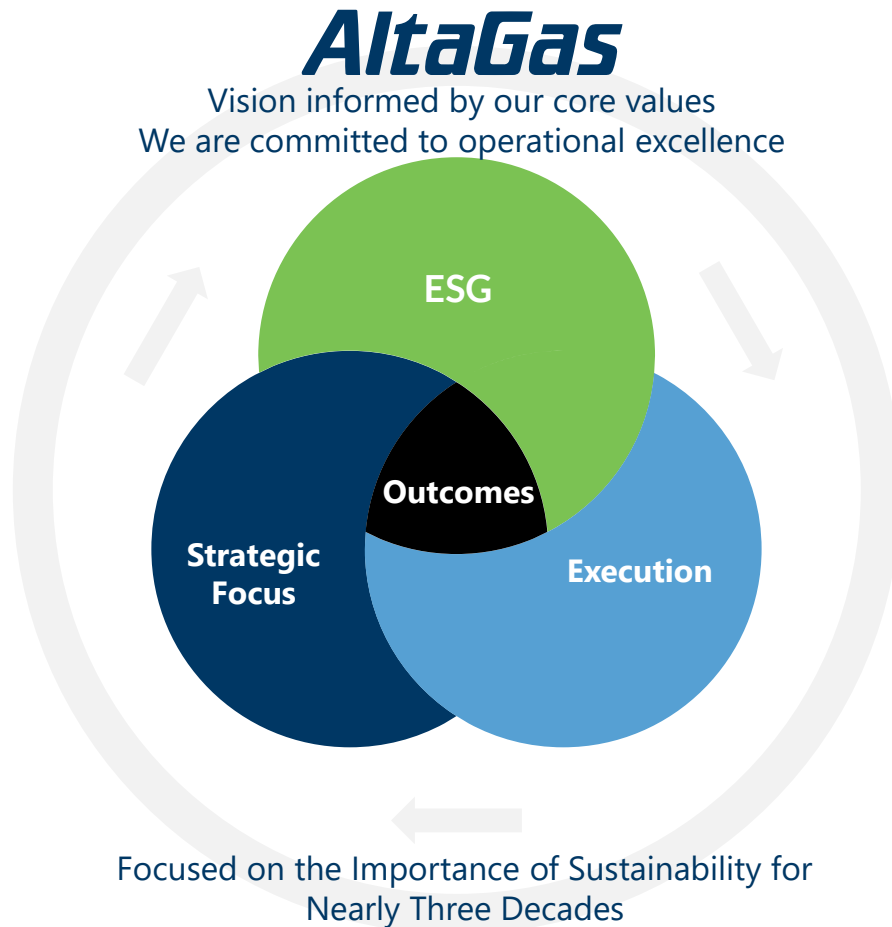 AltaGas
Vision informed by our core values
We are committed to operational excellence
ESG
Outcomes
Strategic
Focus
Execution
Focused on the Importance of Sustainability for
Nearly Three Decades